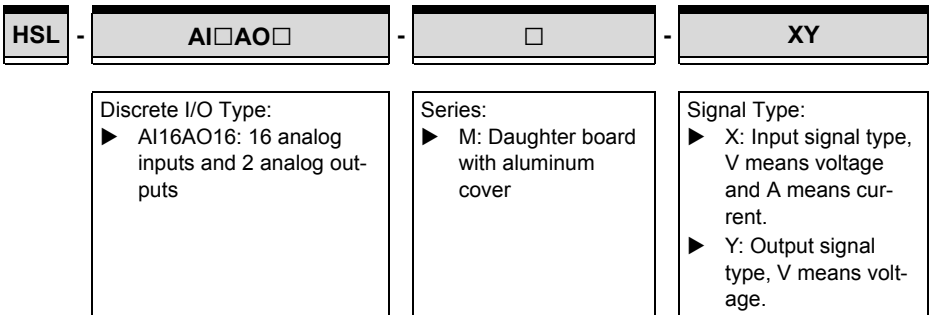 HSL - AI□AO□ - □ - XY
Discrete I/O Type:
▶ AI16AO16: 16 analog
inputs and 2 analog out-
puts
Series:
▶ M: Daughter board
with aluminum
cover
Signal Type:
▶ X: Input signal type,
V means voltage
and A means cur-
rent.
▶ Y: Output signal
type, V means volt-
age.